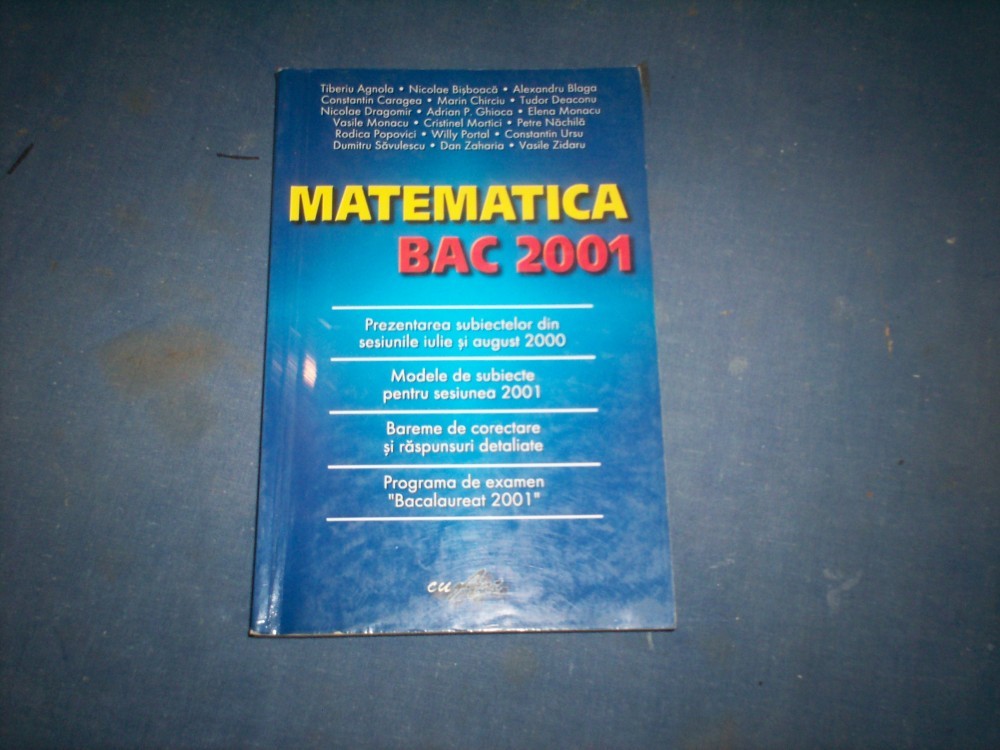 Tiberiu Agnola • Nicolae Bişboacă • Alexandru Blaga
Constantin Caragea • Marin Chirciu • Tudor Deaconu
Nicolae Dragomir • Adrian P. Ghioca • Elena Monacu
Vasile Monacu • Cristinel Mortici • Petre Năchilă
Rodica Popovici • Willy Portal • Constantin Ursu
Dumitru Săvulescu • Dan Zaharia • Vasile Zidaru
MATEMATICA
BAC 2001
Prezentarea subiectelor din
sesiunile iulie şi august 2000
Modele de subiecte
pentru sesiunea 2001
Bareme de corectare
şi răspunsuri detaliate
Programa de examen
"Bacalaureat 2001"